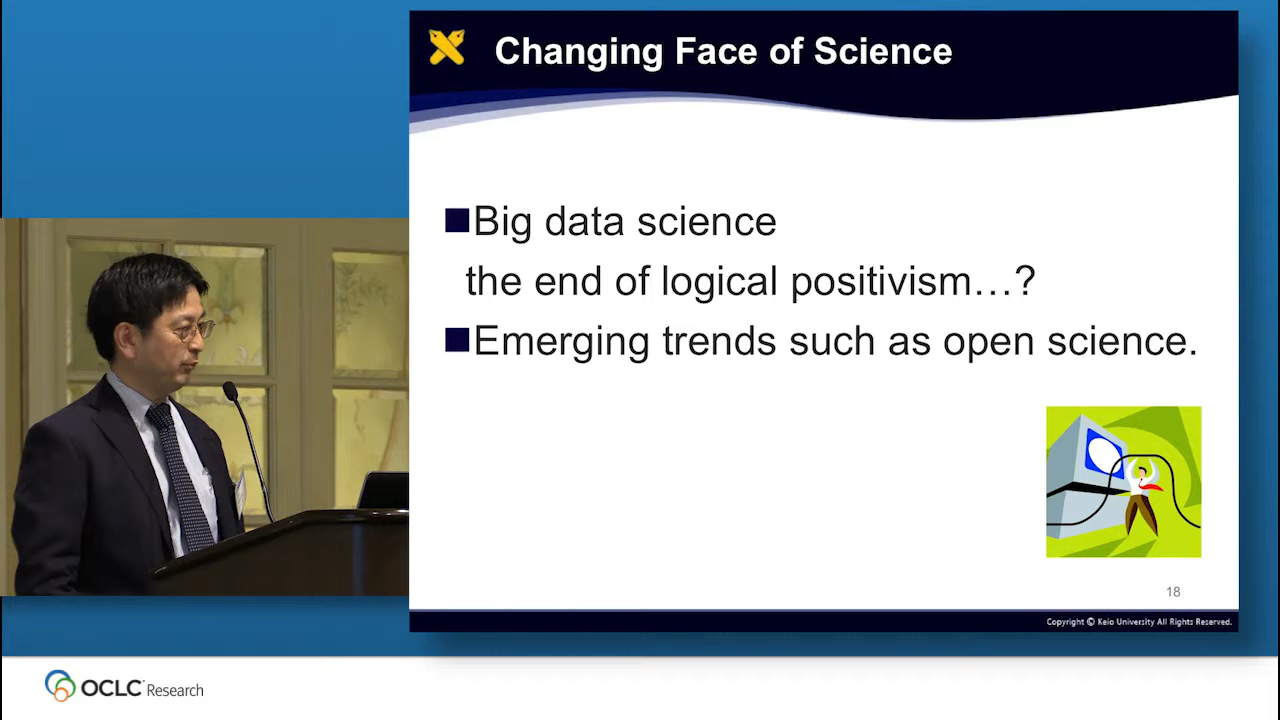 Changing Face of Science
■Big data science
the end of logical positivism…?
■Emerging trends such as open science.
18
Copyright © Keio University All Rights Reserved.
OCLC Research